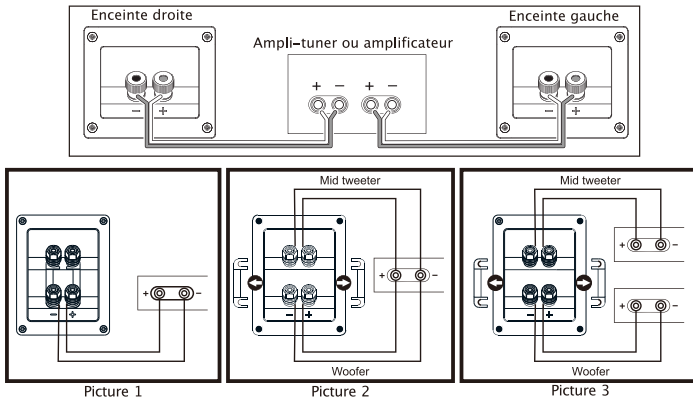 Enceinte droite
Enceinte gauche
Ampli-tuner ou amplificateur
+ − + −
− +
− +
Mid tweeter
Mid tweeter
+ −
+ −
+ −
+ −
− +
− +
− +
Woofer
Woofer
Picture 1
Picture 2
Picture 3